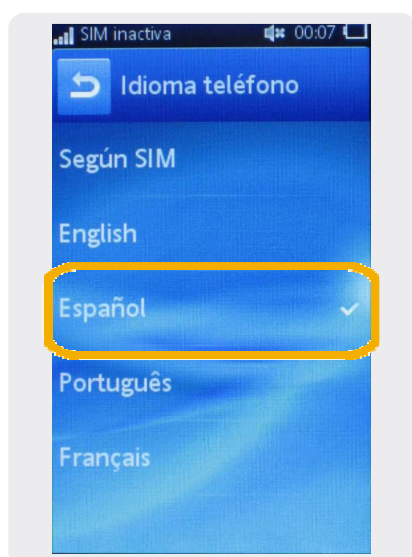 SIM inactiva 00:07
Idioma teléfono
Según SIM
English
Español
Português
Français